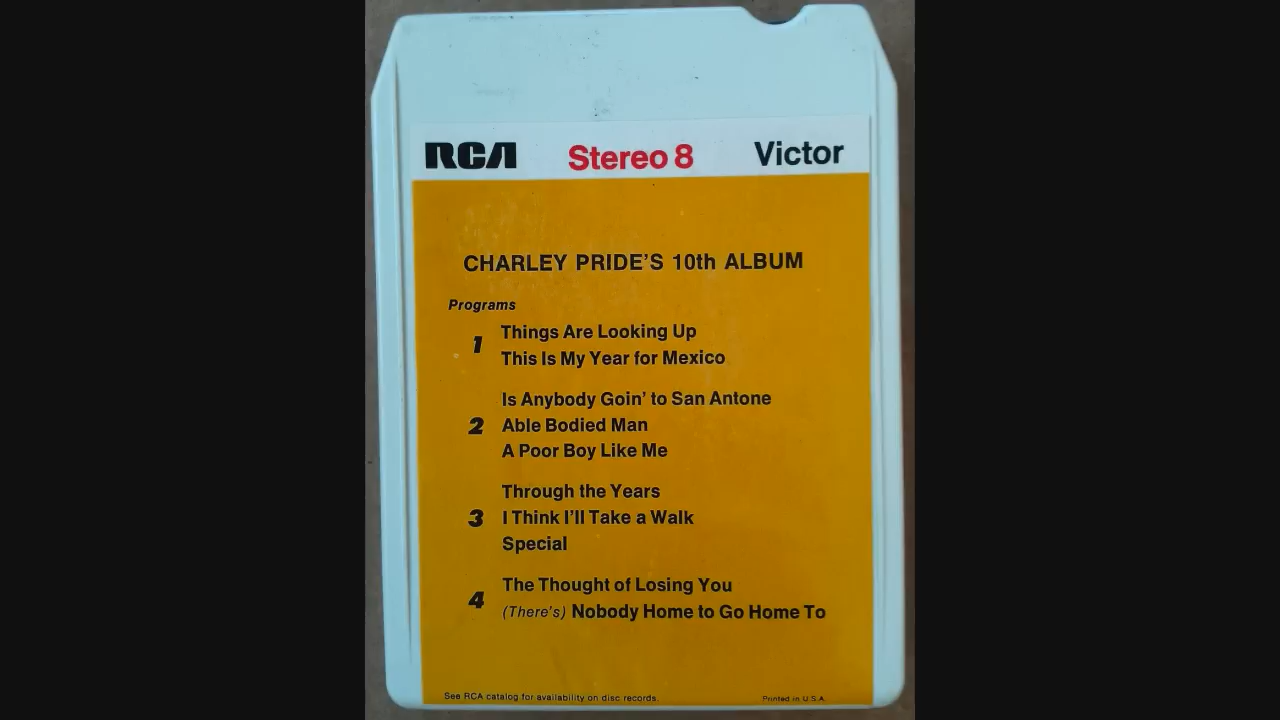 RCA Stereo 8 Victor
CHARLEY PRIDE'S 10th ALBUM
Programs
1 Things Are Looking Up
This Is My Year for Mexico
Is Anybody Goin' to San Antone
2 Able Bodied Man
A Poor Boy Like Me
Through the Years
3 I Think I'll Take a Walk
Special
4 The Thought of Losing You
(There's) Nobody Home to Go Home To
See RCA catalog for availability on disc records. Printed in U.S.A.